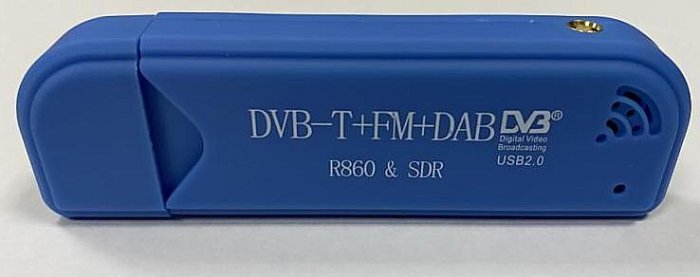 DVB-T+FM+DAB DVB®
Digital Video
Broadcasting
USB2.0
R860 & SDR